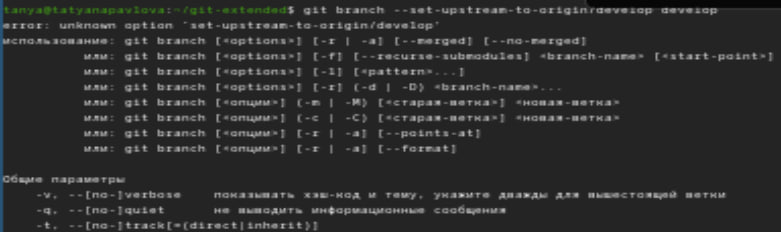 tanya@tatyanapavlova:~/git-extended$ git branch --set-upstream-to-origin/develop develop
error: unknown option `set-upstream-to-origin/develop'
использование: git branch [<options>] [-r | -a] [--merged] [--no-merged]
или: git branch [<options>] [-f] [--recurse-submodules] <branch-name> [<start-point>]
или: git branch [<options>] [-l] [<pattern>...]
или: git branch [<options>] [-r] (-d | -D) <branch-name>...
или: git branch [<опции>] (-m | -M) [<старая-ветка>] <новая-ветка>
или: git branch [<опции>] (-c | -C) [<старая-ветка>] <новая-ветка>
или: git branch [<опции>] [-r | -a] [--points-at]
или: git branch [<опции>] [-r | -a] [--format]
Общие параметры
-v, --[no-]verbose показывать хэш-код и тему, укажите дважды для вышестоящей ветки
-q, --[no-]quiet не выводить информационные сообщения
-t, --[no-]track[=(direct|inherit)]